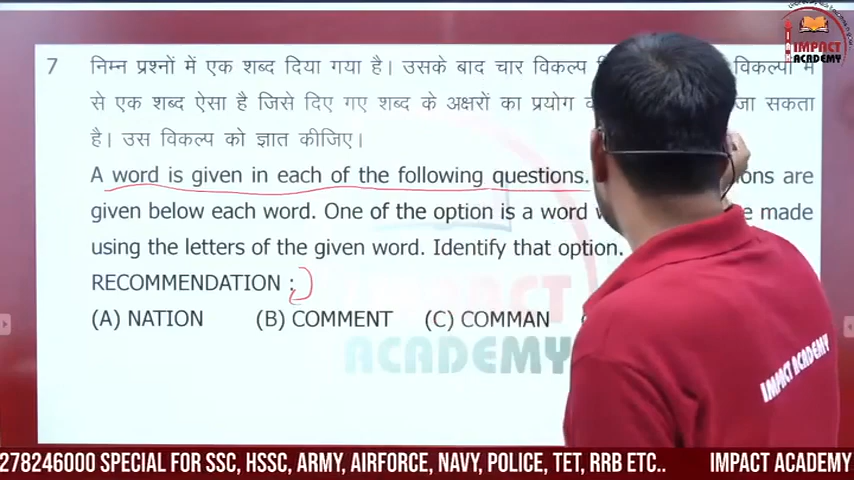 IMPACT
ACADEMY
7 निम्न प्रश्नों में एक शब्द दिया गया है। उसके बाद चार विकल्प विकल्पों में
से एक शब्द ऐसा है जिसे दिए गए शब्द के अक्षरों का प्रयोग जा सकता
है। उस विकल्प को ज्ञात कीजिए।
A word is given in each of the following questions. are
given below each word. One of the option is a word made
using the letters of the given word. Identify that option.
RECOMMENDATION :
(A) NATION (B) COMMENT (C) COMMAN
IMPACT
ACADEMY
IMPACT ACADEMY
278246000 SPECIAL FOR SSC, HSSC, ARMY, AIRFORCE, NAVY, POLICE, TET, RRB ETC.. IMPACT ACADEMY